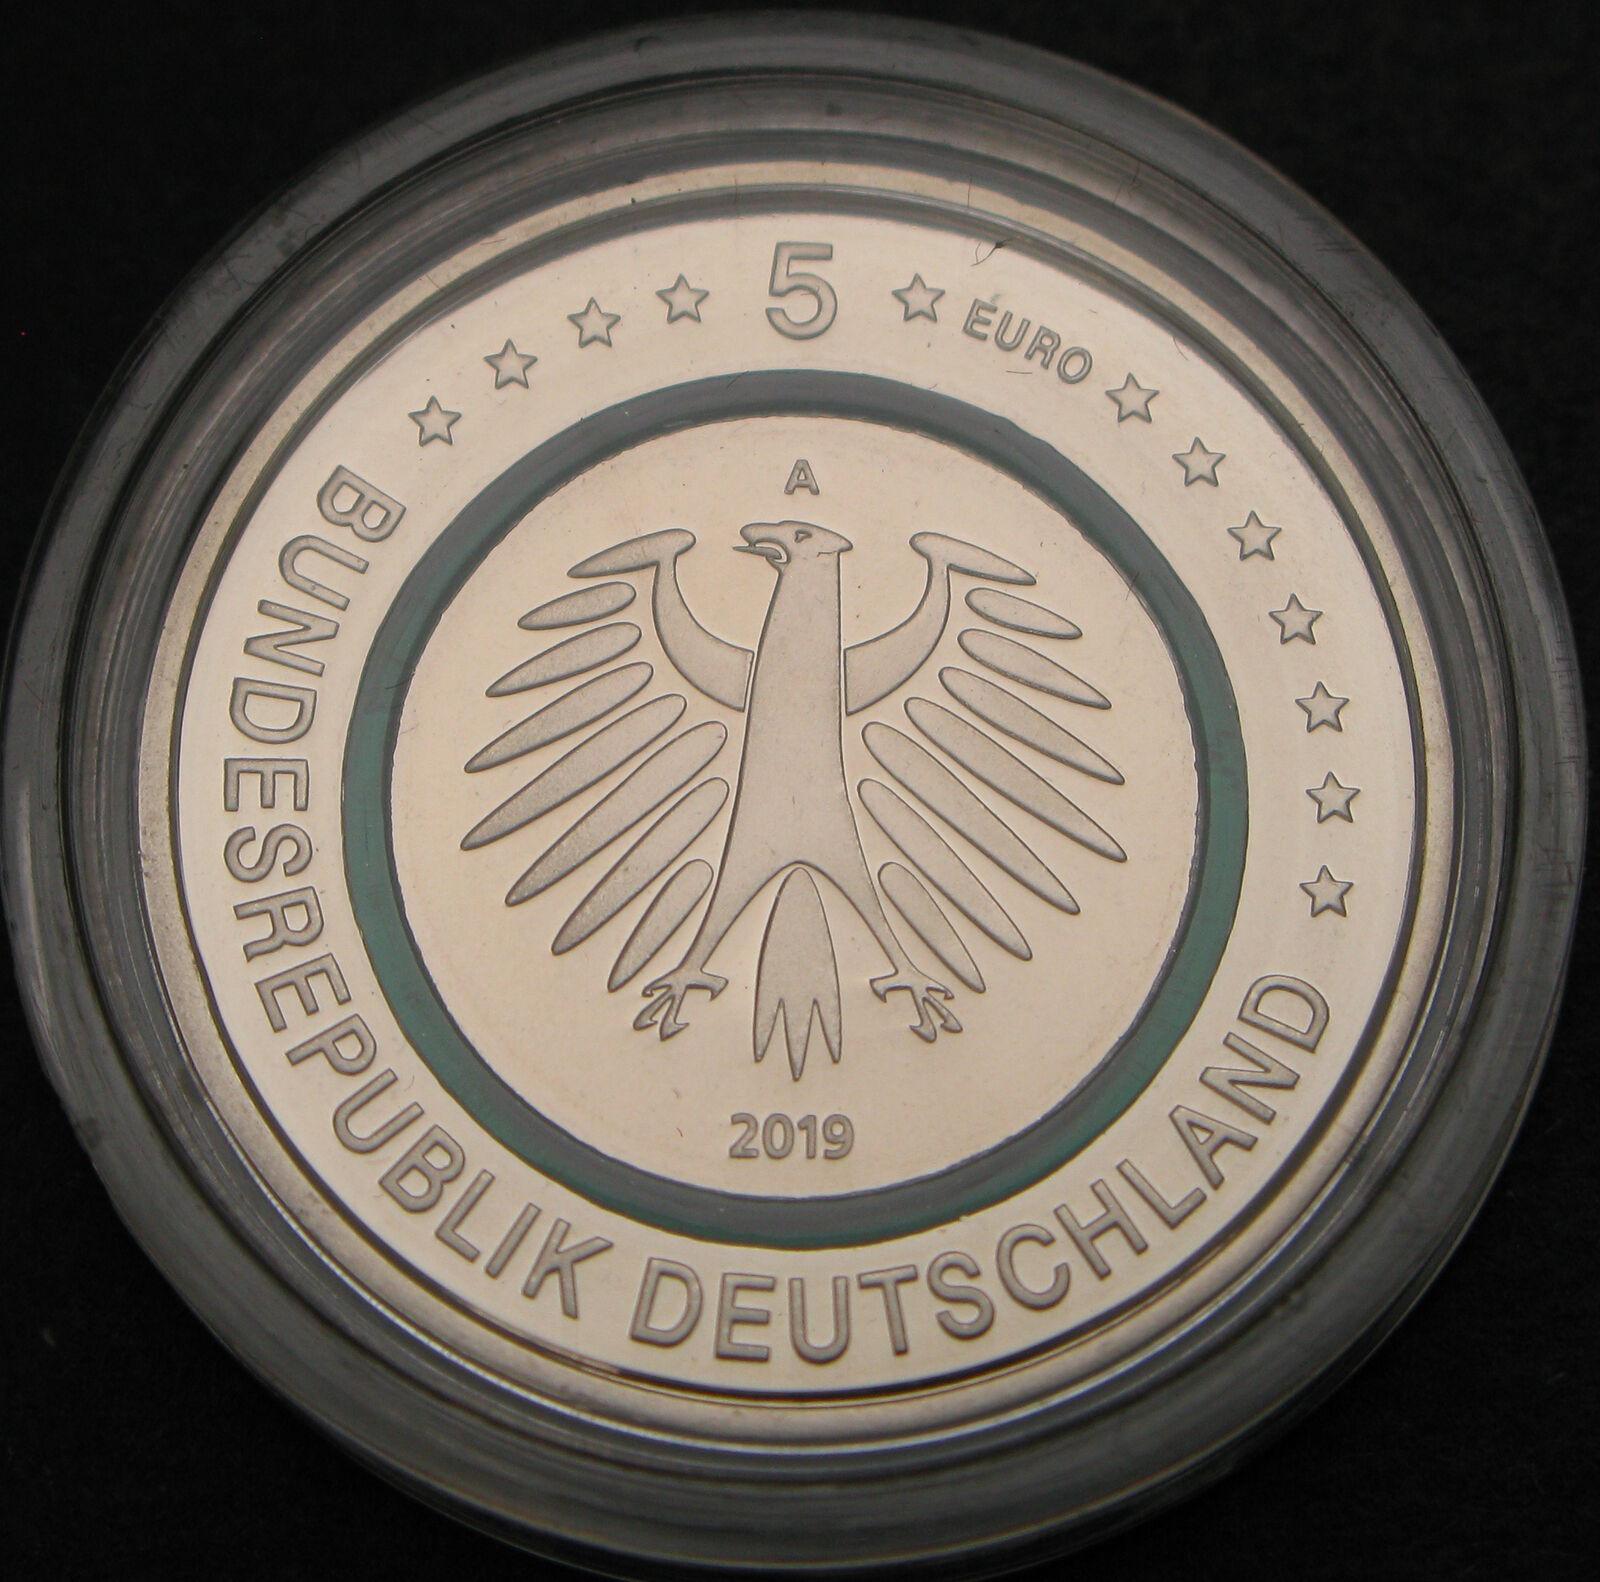 5 EURO
A
2019
BUNDESREPUBLIK DEUTSCHLAND